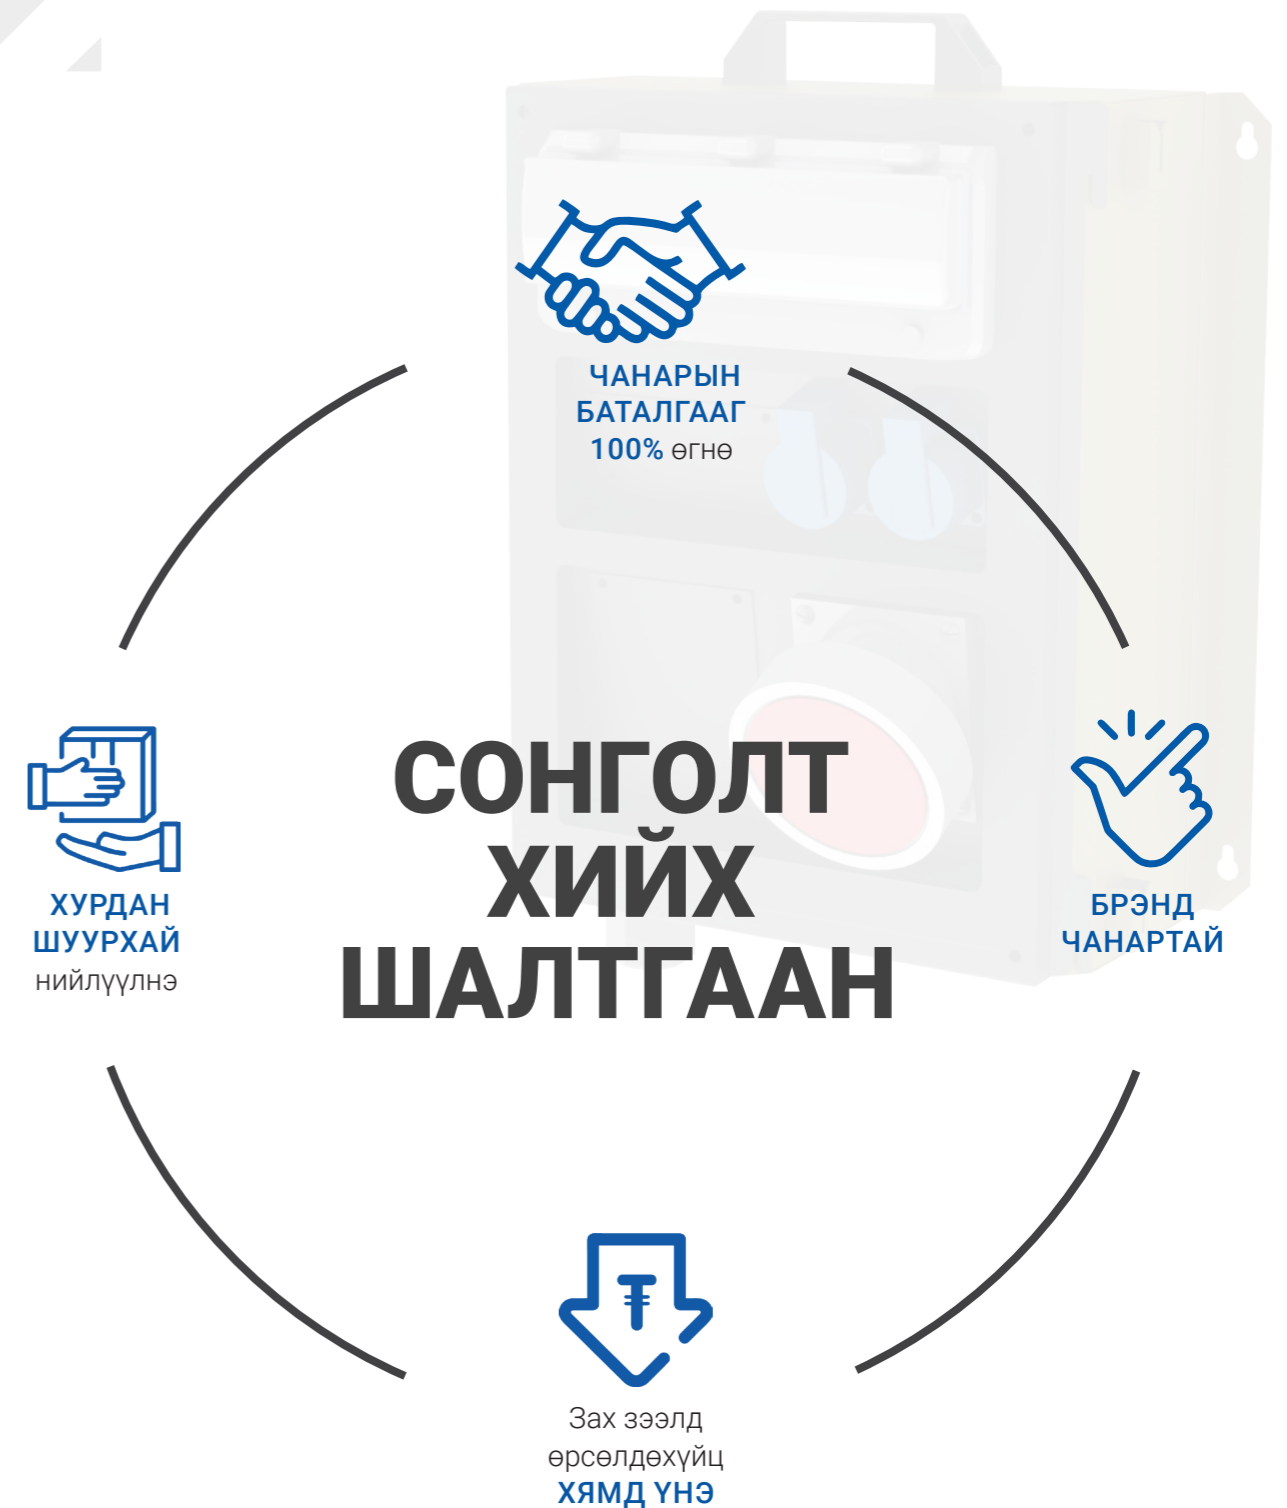 ЧАНАРЫН
БАТАЛГААГ
100% өгнө
ХУРДАН
ШУУРХАЙ
нийлүүлнэ
СОНГОЛТ
ХИЙХ
ШАЛТГААН
БРЭНД
ЧАНАРТАЙ
Зах зээлд
өрсөлдөхүйц
ХЯМД ҮНЭ